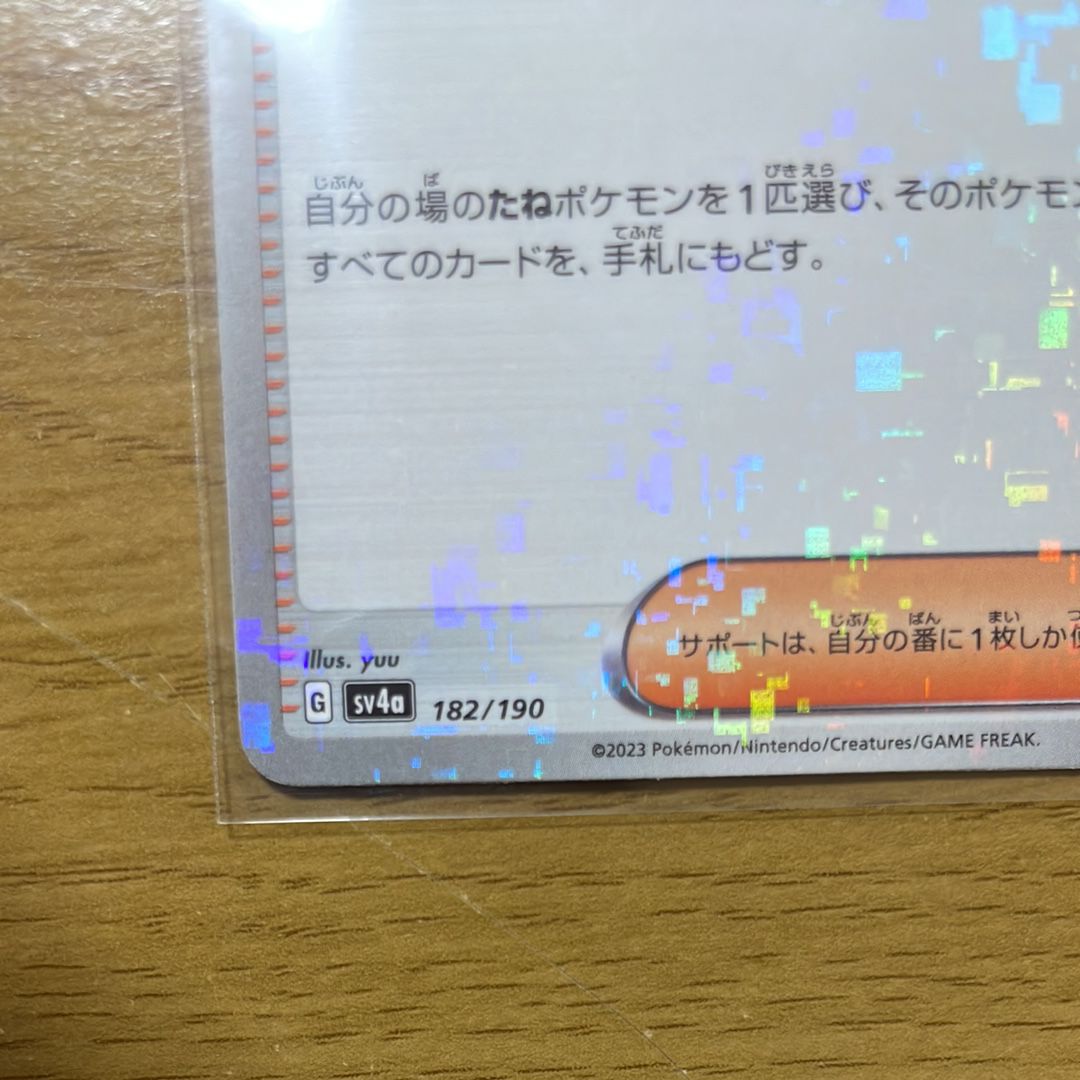 自分の場のたねポケモンを1匹選び、そのポケモン
すべてのカードを、手札にもどす。
サポートは、自分の番に1枚しか使
Illus. yuu
G sv4a 182/190
©2023 Pokémon/Nintendo/Creatures/GAME FREAK.